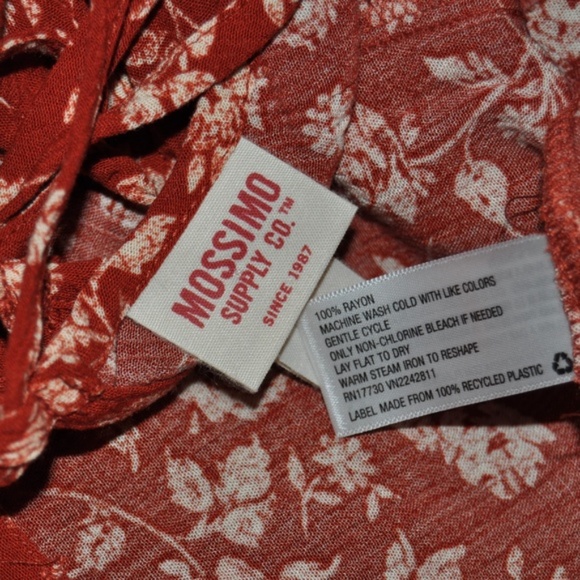 MOSSIMO
SUPPLY CO.™
SINCE 1987
100% RAYON
MACHINE WASH COLD WITH LIKE COLORS
GENTLE CYCLE
ONLY NON-CHLORINE BLEACH IF NEEDED
LAY FLAT TO DRY
WARM STEAM IRON TO RESHAPE
RN17730 VN2242811
LABEL MADE FROM 100% RECYCLED PLASTIC